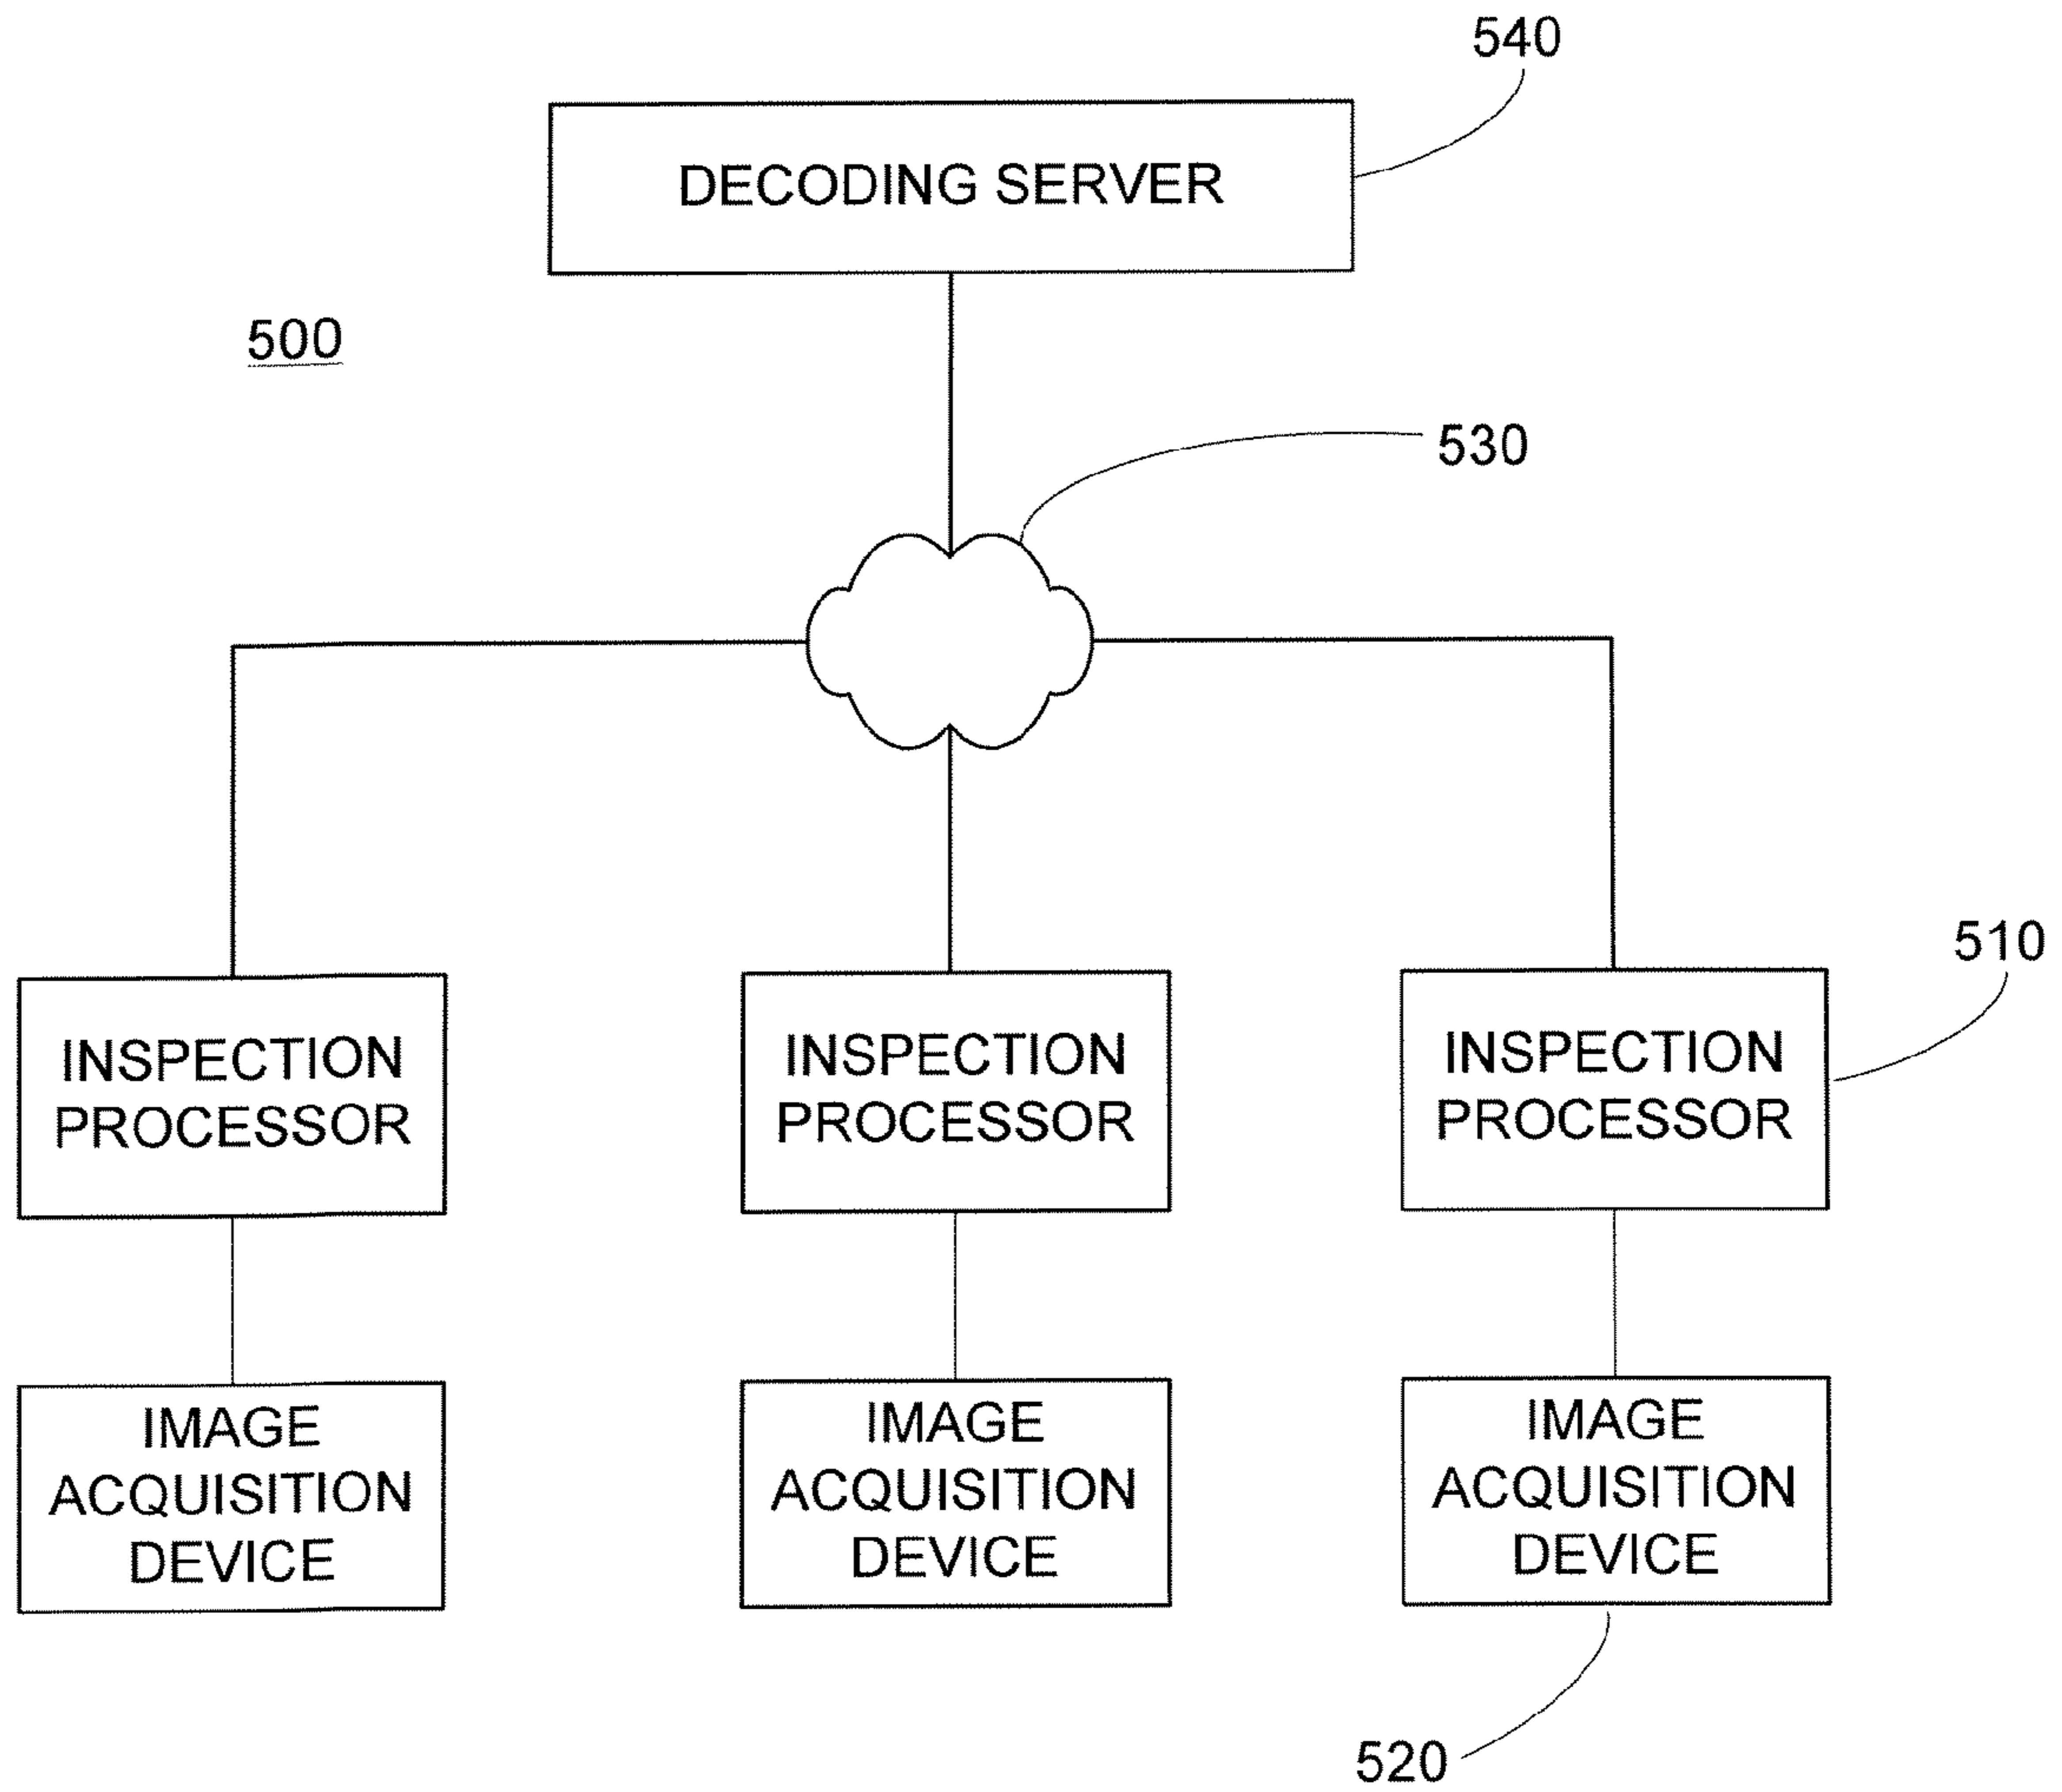 540
DECODING SERVER
500
530
510
INSPECTION
PROCESSOR
INSPECTION
PROCESSOR
INSPECTION
PROCESSOR
IMAGE
ACQUISITION
DEVICE
IMAGE
ACQUISITION
DEVICE
IMAGE
ACQUISITION
DEVICE
520